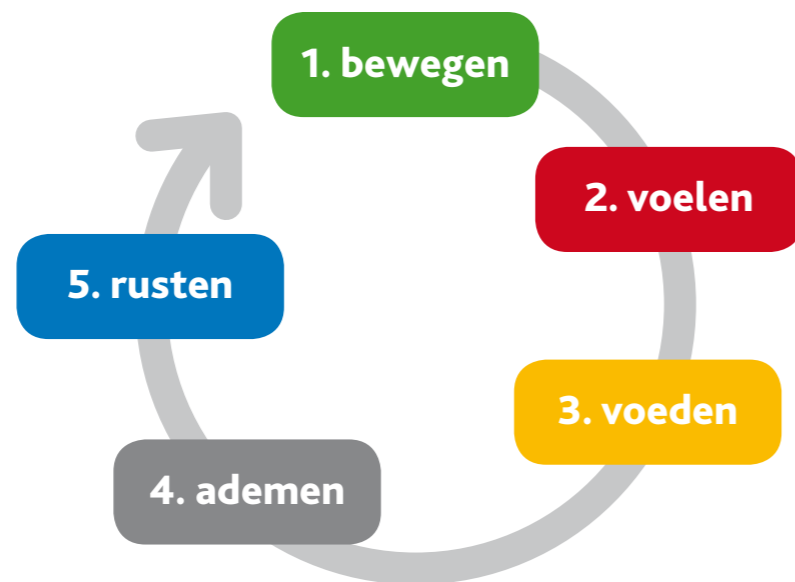 1. bewegen
2. voelen
3. voeden
4. ademen
5. rusten